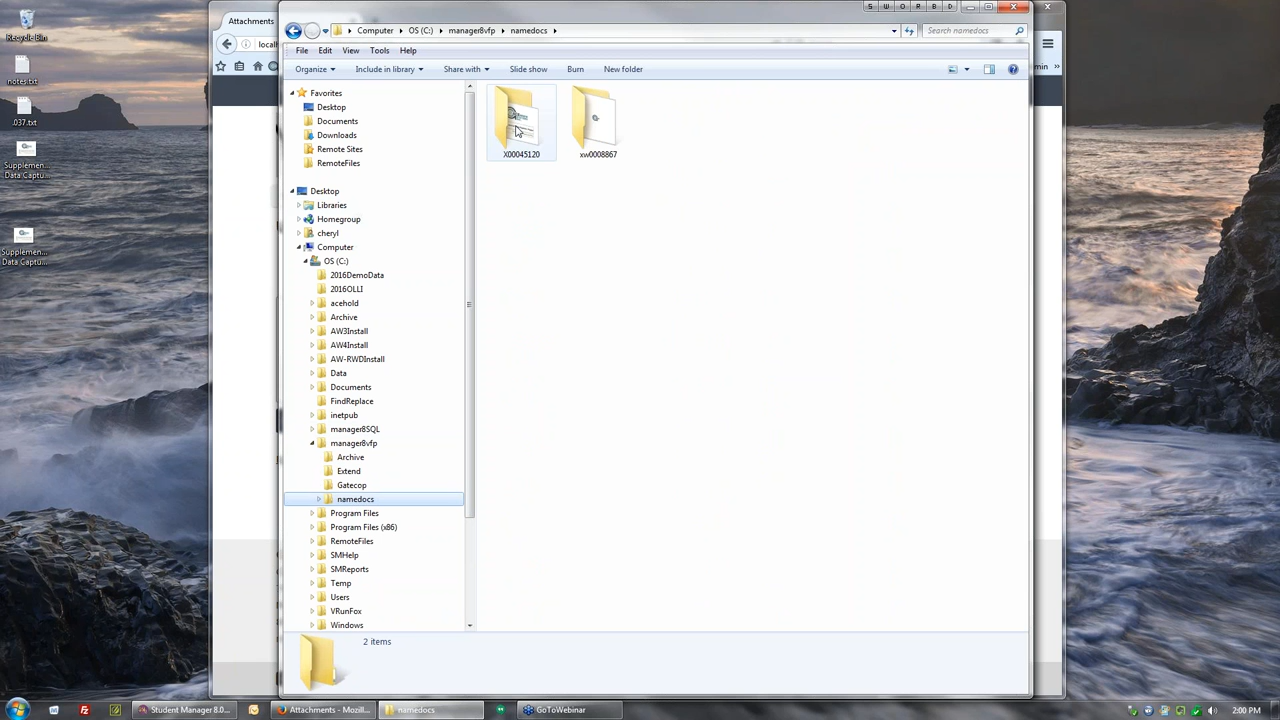 Recycle Bin
notes.txt
.037.txt
Supplemen...
Data Captu...
Supplemen...
Data Captu...
Attachments
S W O R B D
Computer
OS (C:)
manager8vfp
namedocs
Search namedocs
File Edit View Tools Help
Organize Include in library Share with Slide show Burn New folder
Favorites
Desktop
Documents
Downloads
Remote Sites
RemoteFiles
Desktop
Libraries
Homegroup
cheryl
Computer
OS (C:)
2016DemoData
2016OLLI
acehold
Archive
AW3Install
AW4Install
AW-RWDInstall
Data
Documents
FindReplace
inetpub
manager8SQL
manager8vfp
Archive
Extend
Gatecop
namedocs
Program Files
Program Files (x86)
RemoteFiles
SMHelp
SMReports
Temp
Users
VRunFox
Windows
X00045120
xw0008867
2 items
Student Manager 8.0...
Attachments - Mozill...
namedocs
GoToWebinar
2:00 PM